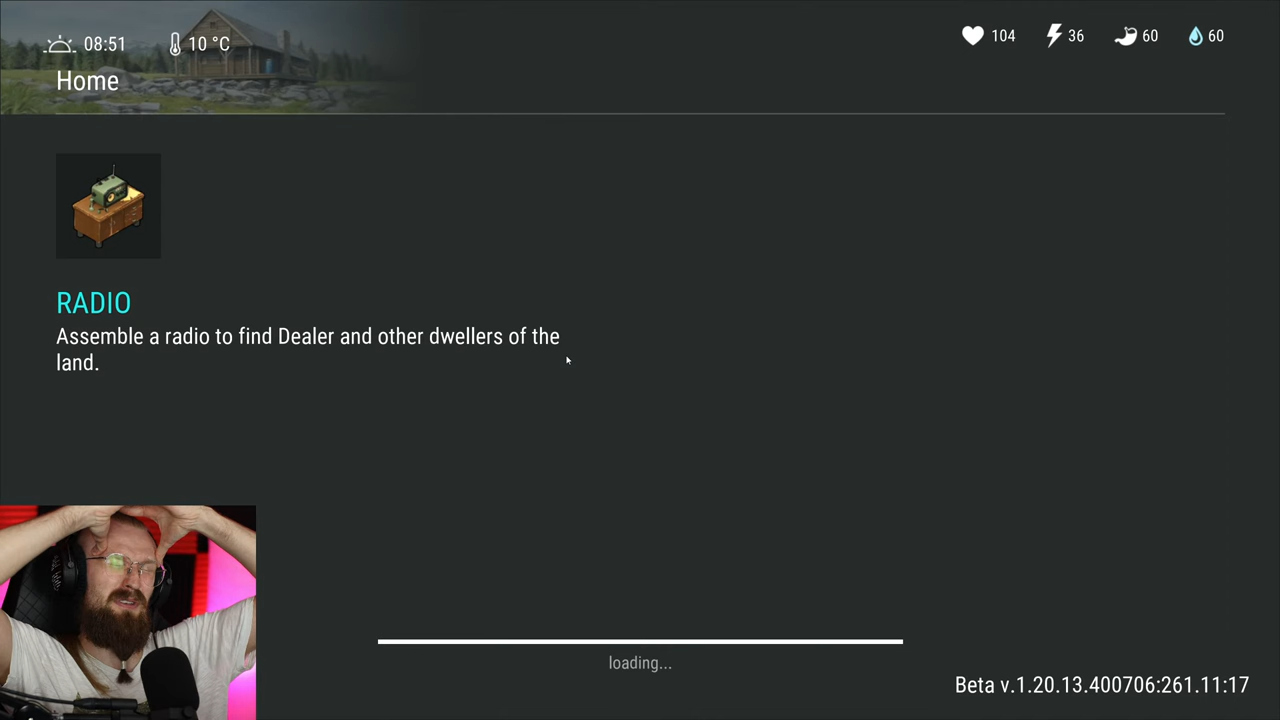 08:51 10 °C 104 36 60 60
Home
RADIO
Assemble a radio to find Dealer and other dwellers of the
land.
loading...
Beta v.1.20.13.400706:261.11:17